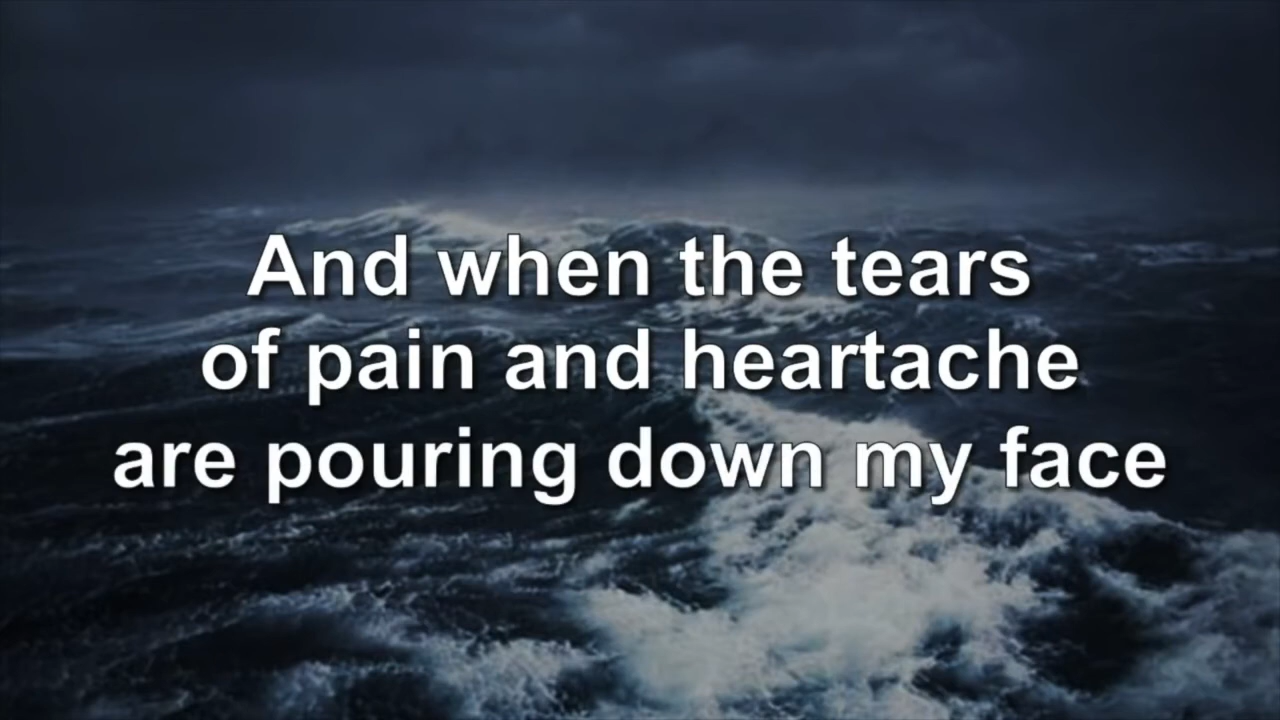 And when the tears
of pain and heartache
are pouring down my face